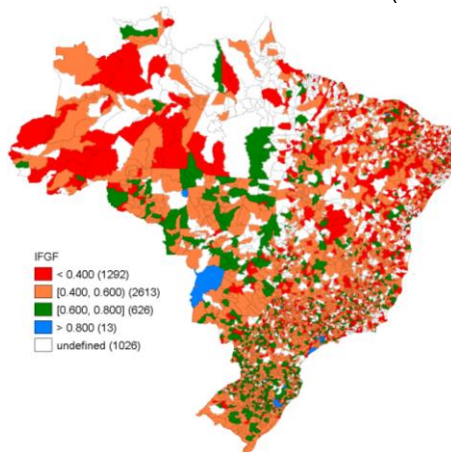 (
IFGF
< 0.400 (1292)
[0.400, 0.600) (2613)
[0.600, 0.800] (626)
> 0.800 (13)
undefined (1026)